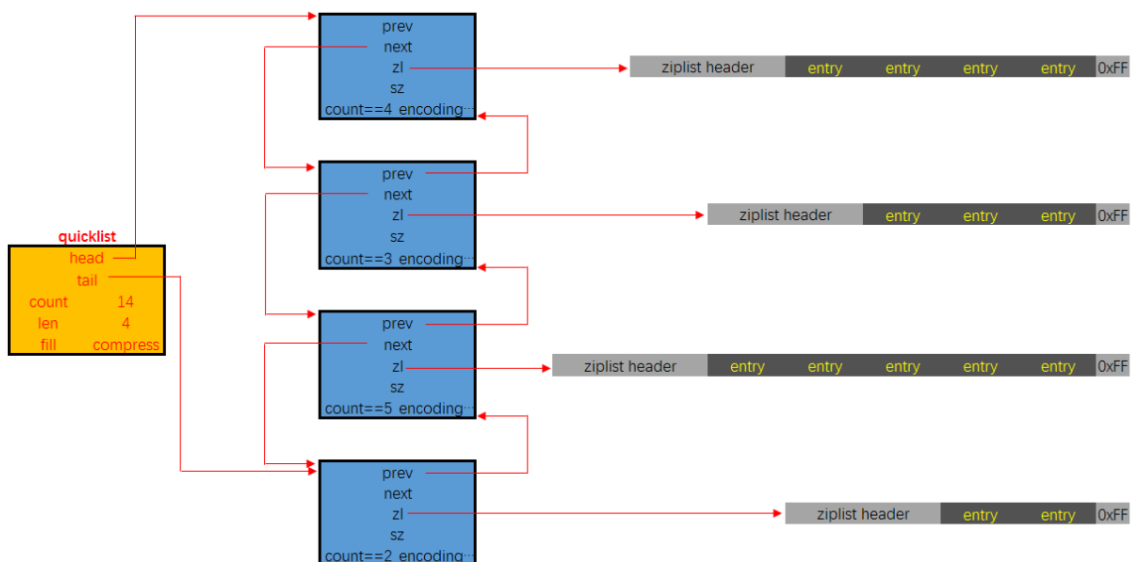 prev
next
zl
sz
count==4 encoding···
ziplist header entry entry entry entry 0xFF
prev
next
zl
sz
count==3 encoding···
ziplist header entry entry entry 0xFF
quicklist
head
tail
count 14
len 4
fill compress
prev
next
zl
sz
count==5 encoding···
ziplist header entry entry entry entry entry 0xFF
prev
next
zl
sz
count==2 encoding···
ziplist header entry entry 0xFF